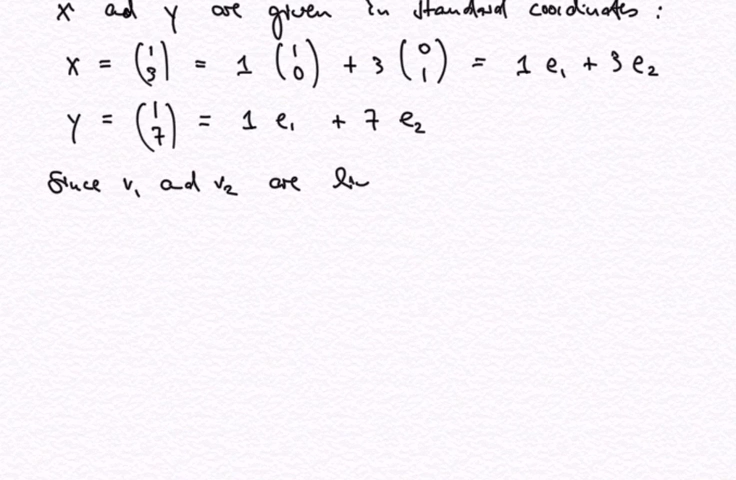 x and y are given in standard coordinates :
x = (1 3) = 1 (1 0) + 3 (0 1) = 1 e₁ + 3 e₂
y = (1 7) = 1 e₁ + 7 e₂
Since v₁ and v₂ are lin